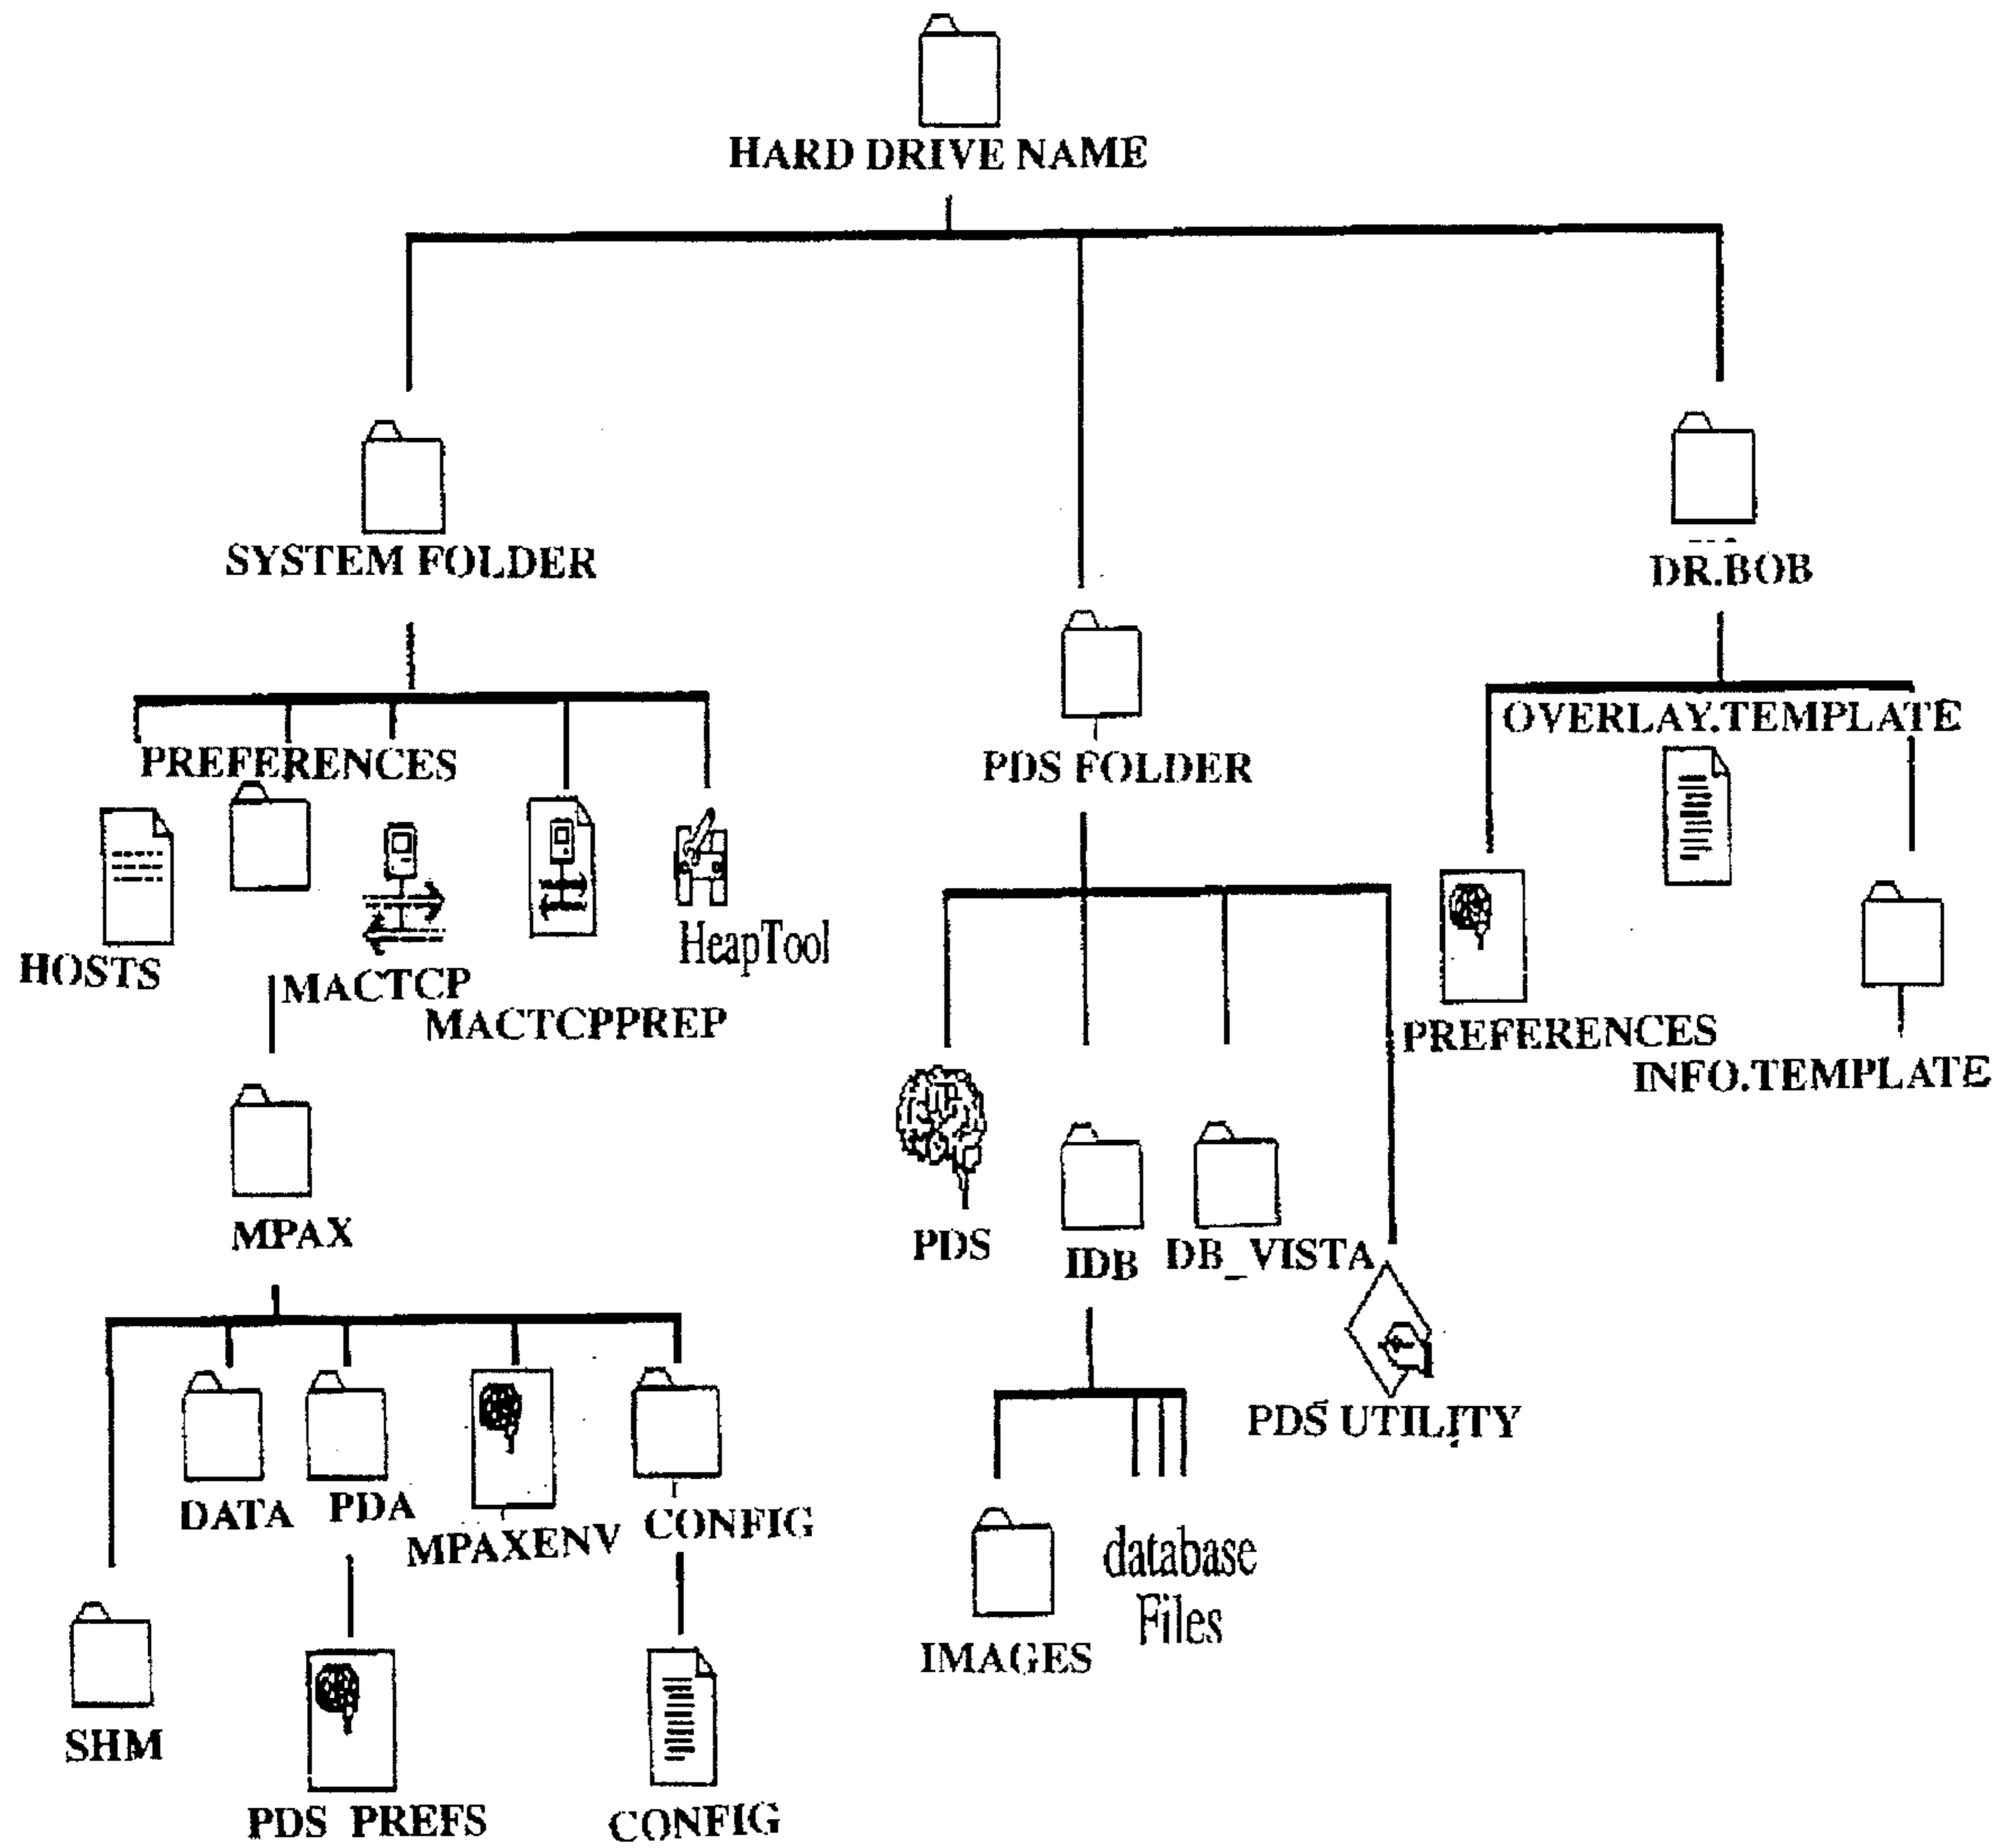 HARD DRIVE NAME
SYSTEM FOLDER
DR.BOB
PREFERENCES
PDS FOLDER
OVERLAY.TEMPLATE
HOSTS
MACTCP
MACTCPPREP
HeapTool
PREFERENCES
INFO.TEMPLATE
MPAX
PDS
IDB
DB_VISTA
PDS UTILITY
DATA
PDA
MPAXENV
CONFIG
IMAGES
database
Files
SHM
PDS PREFS
CONFIG